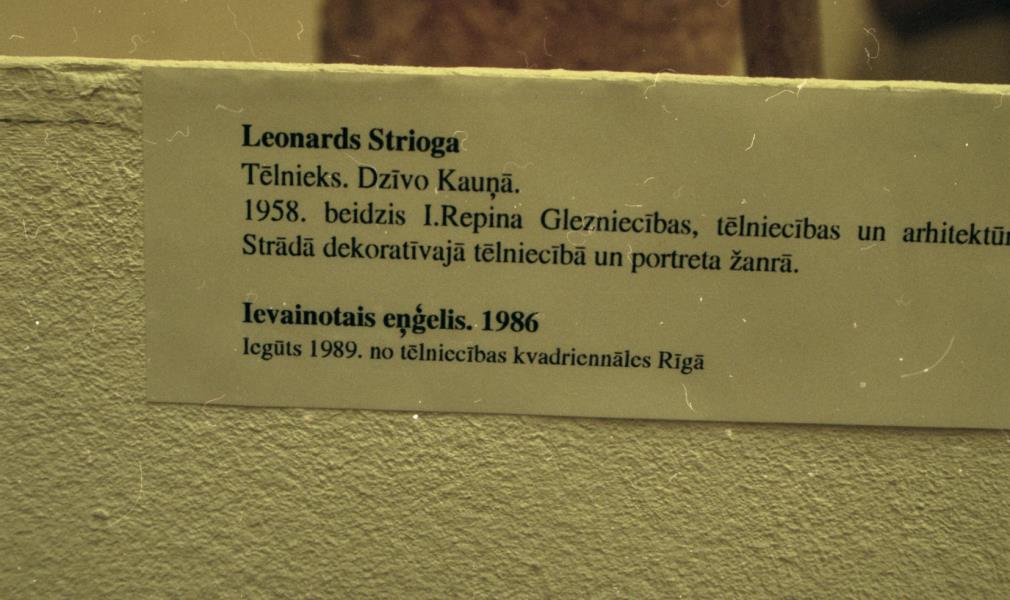 Leonards Strioga
Tēlnieks. Dzīvo Kauņā.
1958. beidzis I.Repina Glezniecības, tēlniecības un
Strādā dekoratīvajā tēlniecībā un portreta žanrā.
Ievainotais eņģelis. 1986
Iegūts 1989. no tēlniecības kvadriennāles Rīgā